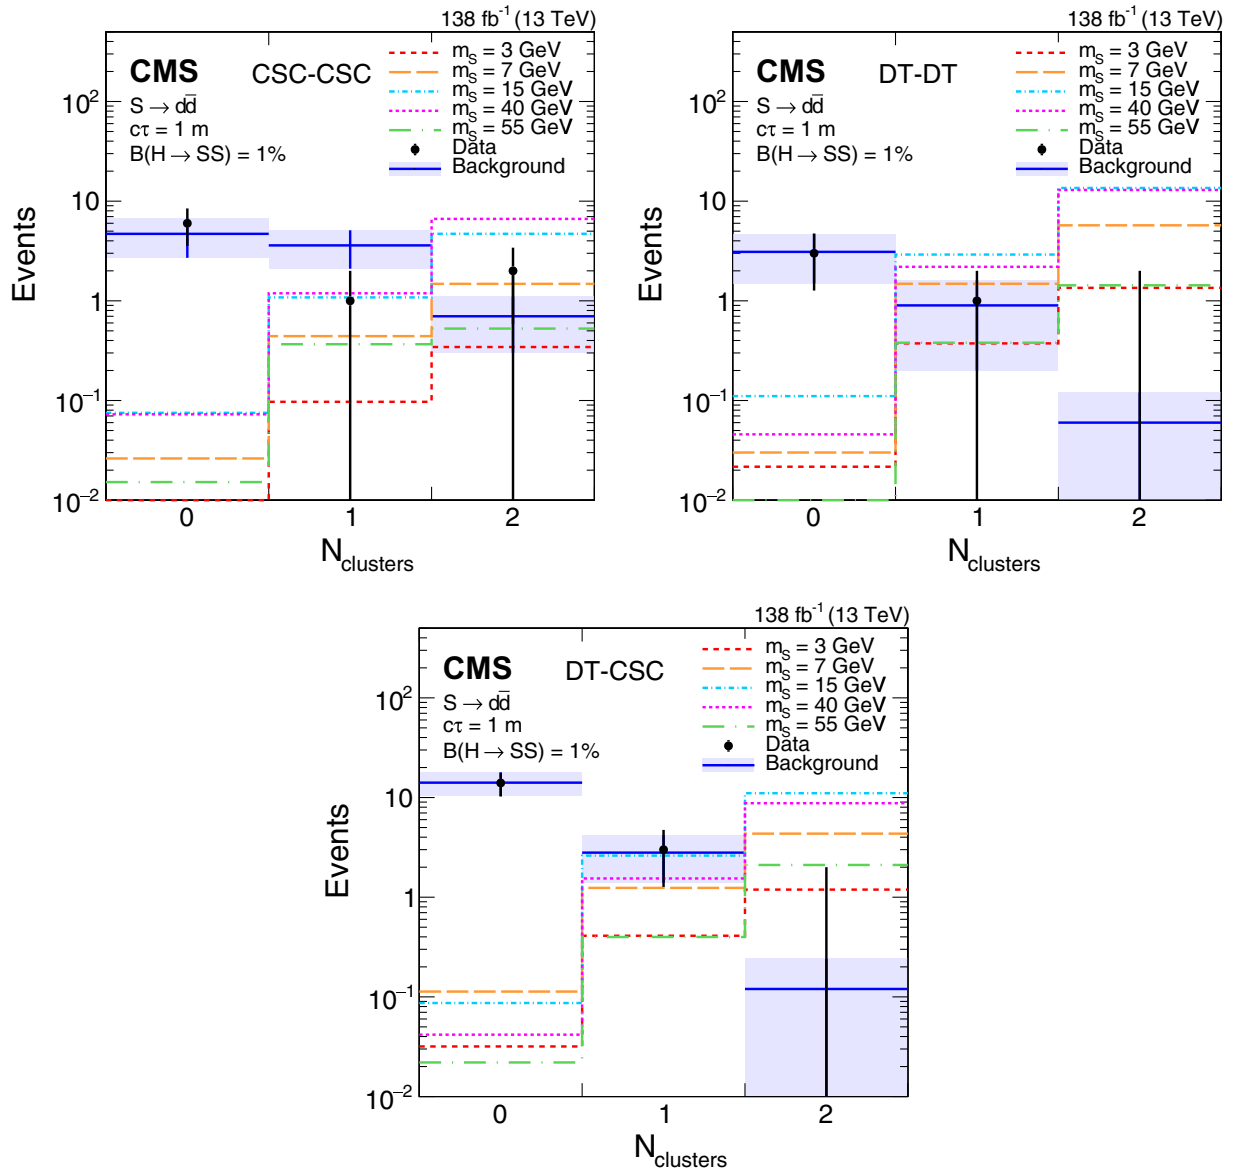 138 fb⁻¹ (13 TeV)
CMS CSC-CSC
S → dd̅
cτ = 1 m
B(H → SS) = 1%
m_S = 3 GeV
m_S = 7 GeV
m_S = 15 GeV
m_S = 40 GeV
m_S = 55 GeV
Data
Background
Events
10²
10
1
10⁻¹
10⁻²
0 1 2
N_clusters
138 fb⁻¹ (13 TeV)
CMS DT-DT
S → dd̅
cτ = 1 m
B(H → SS) = 1%
m_S = 3 GeV
m_S = 7 GeV
m_S = 15 GeV
m_S = 40 GeV
m_S = 55 GeV
Data
Background
Events
10²
10
1
10⁻¹
10⁻²
0 1 2
N_clusters
138 fb⁻¹ (13 TeV)
CMS DT-CSC
S → dd̅
cτ = 1 m
B(H → SS) = 1%
m_S = 3 GeV
m_S = 7 GeV
m_S = 15 GeV
m_S = 40 GeV
m_S = 55 GeV
Data
Background
Events
10²
10
1
10⁻¹
10⁻²
0 1 2
N_clusters